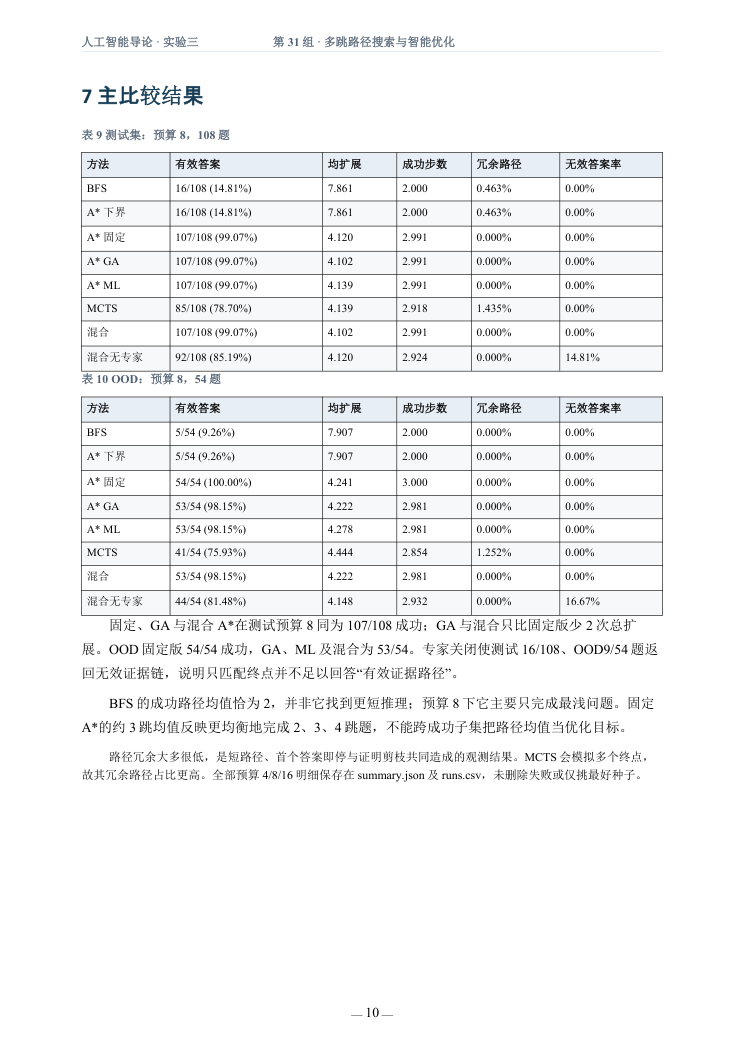 人工智能导论 · 实验三 第 31 组 · 多跳路径搜索与智能优化
7 主比较结果
表 9 测试集：预算 8，108 题
方法 有效答案 均扩展 成功步数 冗余路径 无效答案率
BFS 16/108 (14.81%) 7.861 2.000 0.463% 0.00%
A* 下界 16/108 (14.81%) 7.861 2.000 0.463% 0.00%
A* 固定 107/108 (99.07%) 4.120 2.991 0.000% 0.00%
A* GA 107/108 (99.07%) 4.102 2.991 0.000% 0.00%
A* ML 107/108 (99.07%) 4.139 2.991 0.000% 0.00%
MCTS 85/108 (78.70%) 4.139 2.918 1.435% 0.00%
混合 107/108 (99.07%) 4.102 2.991 0.000% 0.00%
混合无专家 92/108 (85.19%) 4.120 2.924 0.000% 14.81%
表 10 OOD：预算 8，54 题
方法 有效答案 均扩展 成功步数 冗余路径 无效答案率
BFS 5/54 (9.26%) 7.907 2.000 0.000% 0.00%
A* 下界 5/54 (9.26%) 7.907 2.000 0.000% 0.00%
A* 固定 54/54 (100.00%) 4.241 3.000 0.000% 0.00%
A* GA 53/54 (98.15%) 4.222 2.981 0.000% 0.00%
A* ML 53/54 (98.15%) 4.278 2.981 0.000% 0.00%
MCTS 41/54 (75.93%) 4.444 2.854 1.252% 0.00%
混合 53/54 (98.15%) 4.222 2.981 0.000% 0.00%
混合无专家 44/54 (81.48%) 4.148 2.932 0.000% 16.67%
固定、GA 与混合 A*在测试预算 8 同为 107/108 成功；GA 与混合只比固定版少 2 次总扩
展。OOD 固定版 54/54 成功，GA、ML 及混合为 53/54。专家关闭使测试 16/108、OOD9/54 题返
回无效证据链，说明只匹配终点并不足以回答“有效证据路径”。
BFS 的成功路径均值恰为 2，并非它找到更短推理；预算 8 下它主要只完成最浅问题。固定
A*的约 3 跳均值反映更均衡地完成 2、3、4 跳题，不能跨成功子集把路径均值当优化目标。
路径冗余大多很低，是短路径、首个答案即停与证明剪枝共同造成的观测结果。MCTS 会模拟多个终点，
故其冗余路径占比更高。全部预算 4/8/16 明细保存在 summary.json 及 runs.csv，未删除失败或仅挑最好种子。
— 10 —